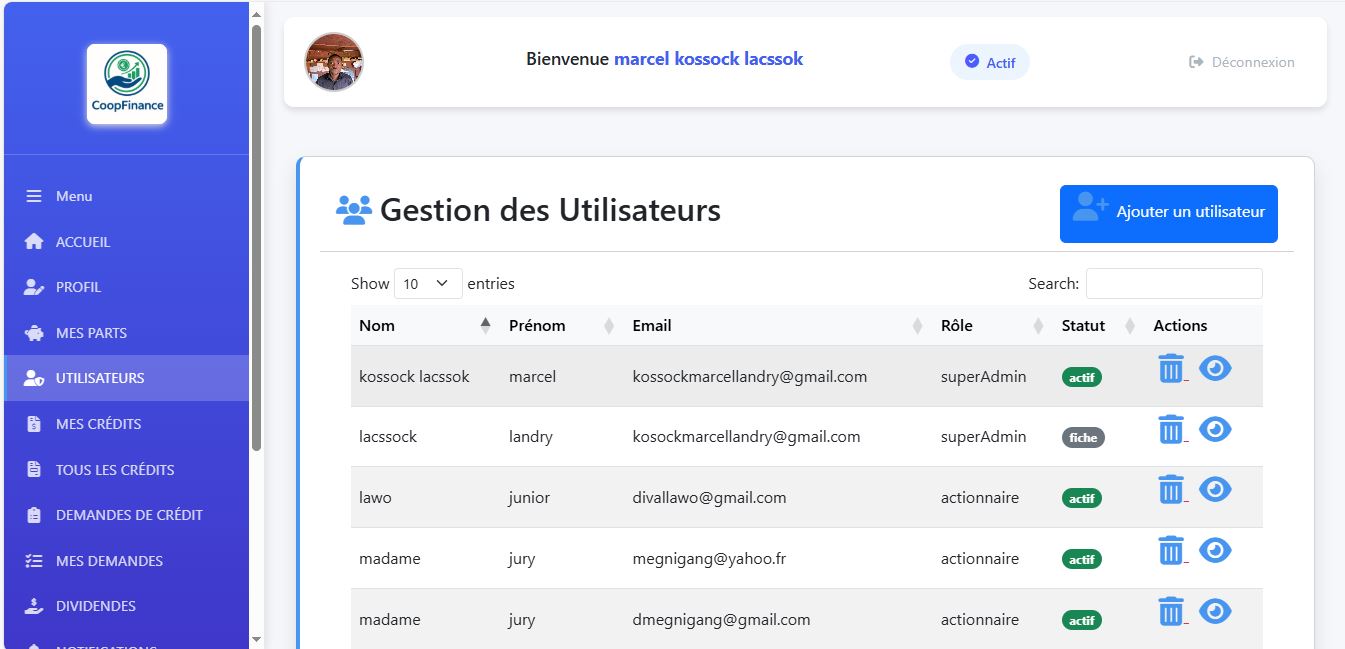 CoopFinance
Menu
ACCUEIL
PROFIL
MES PARTS
UTILISATEURS
MES CRÉDITS
TOUS LES CRÉDITS
DEMANDES DE CRÉDIT
MES DEMANDES
DIVIDENDES
NOTIFICATIONS
Bienvenue marcel kossock lacssok
Actif
Déconnexion
Gestion des Utilisateurs
Ajouter un utilisateur
Show 10 entries
Search:
Nom Prénom Email Rôle Statut Actions
kossock lacssok marcel kossockmarcellandry@gmail.com superAdmin actif
lacssock landry kosockmarcellandry@gmail.com superAdmin fiche
lawo junior divallawo@gmail.com actionnaire actif
madame jury megnigang@yahoo.fr actionnaire actif
madame jury dmegnigang@gmail.com actionnaire actif